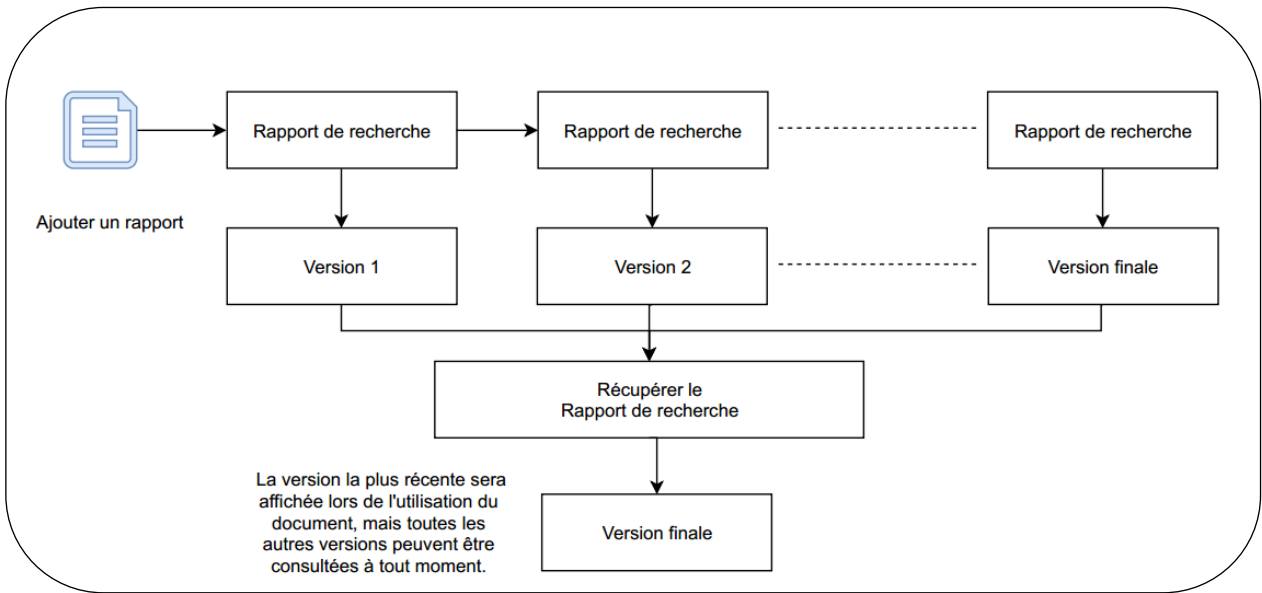 Rapport de recherche
Rapport de recherche
Rapport de recherche
Ajouter un rapport
Version 1
Version 2
Version finale
Récupérer le
Rapport de recherche
La version la plus récente sera
affichée lors de l'utilisation du
document, mais toutes les
autres versions peuvent être
consultées à tout moment.
Version finale